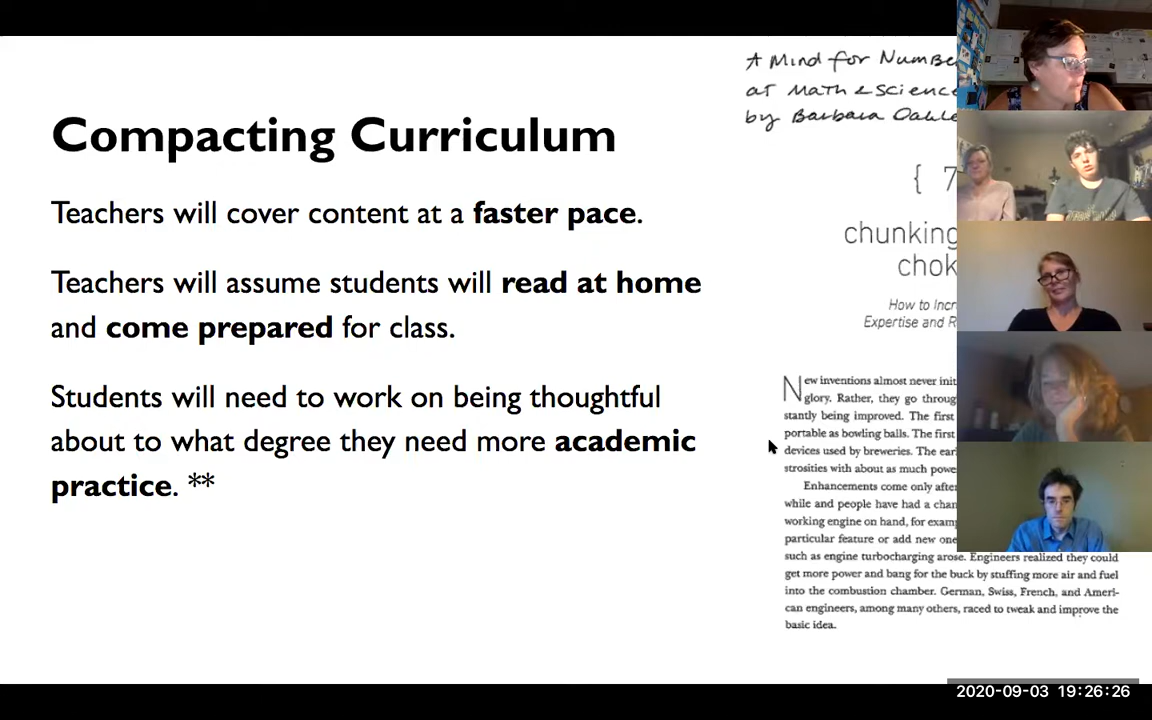 Compacting Curriculum
Teachers will cover content at a faster pace.
Teachers will assume students will read at home
and come prepared for class.
Students will need to work on being thoughtful
about to what degree they need more academic
practice. **
A Mind for
at Math & Science
by Barbara
{ 7
chunking
How to
Expertise and
New inventions almost never
glory. Rather, they go
stantly being improved. The first
portable as bowling balls. The first
devices used by breweries. The
strosities with about as much
Enhancements come only
while and people have had a
working engine on hand, for
particular feature or add new
such as engine turbocharging arose. Engineers realized they could
get more power and bang for the buck by stuffing more air and fuel
into the combustion chamber. German, Swiss, French, and Ameri-
can engineers, among many others, raced to tweak and improve the
basic idea.
2020-09-03 19:26:26